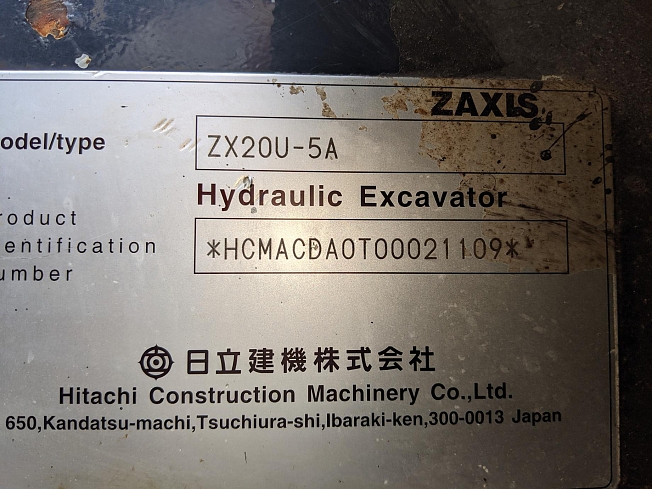 ZAXIS
odel/type ZX20U-5A
Hydraulic Excavator
roduct
entification
umber
*HCMACDA0T00021109*
日立建機株式会社
Hitachi Construction Machinery Co.,Ltd.
650,Kandatsu-machi,Tsuchiura-shi,Ibaraki-ken,300-0013 Japan